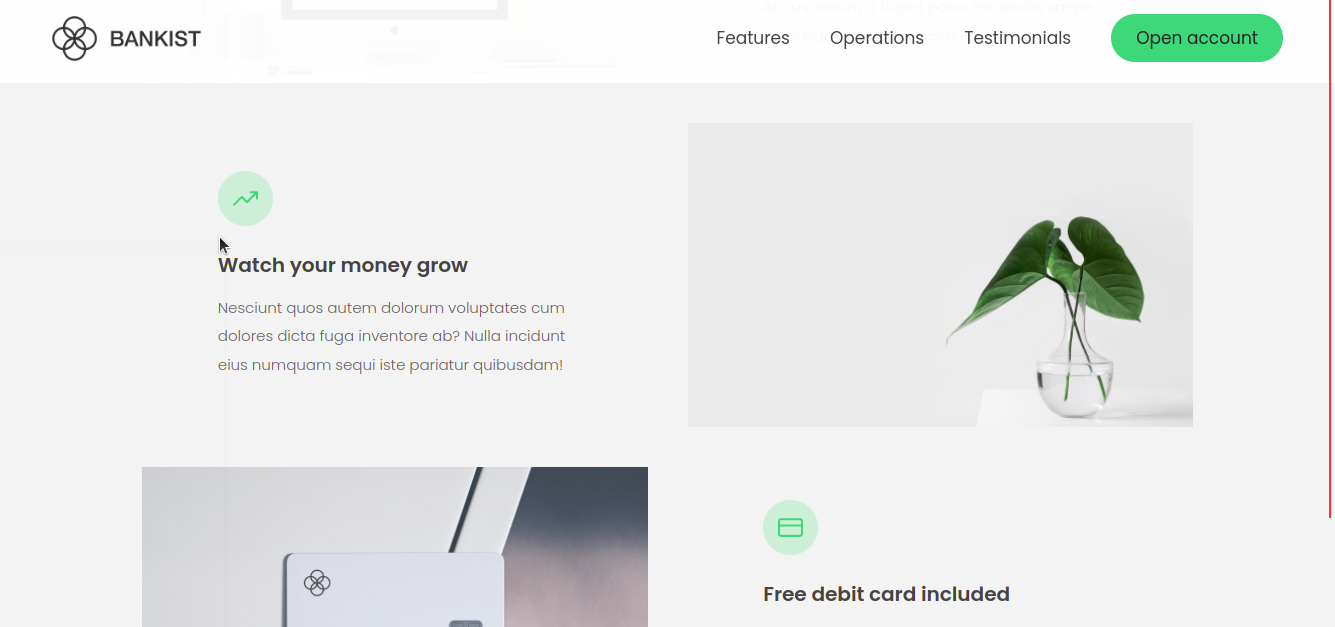 BANKIST
Features Operations Testimonials Open account
Watch your money grow
Nesciunt quos autem dolorum voluptates cum
dolores dicta fuga inventore ab? Nulla incidunt
eius numquam sequi iste pariatur quibusdam!
Free debit card included